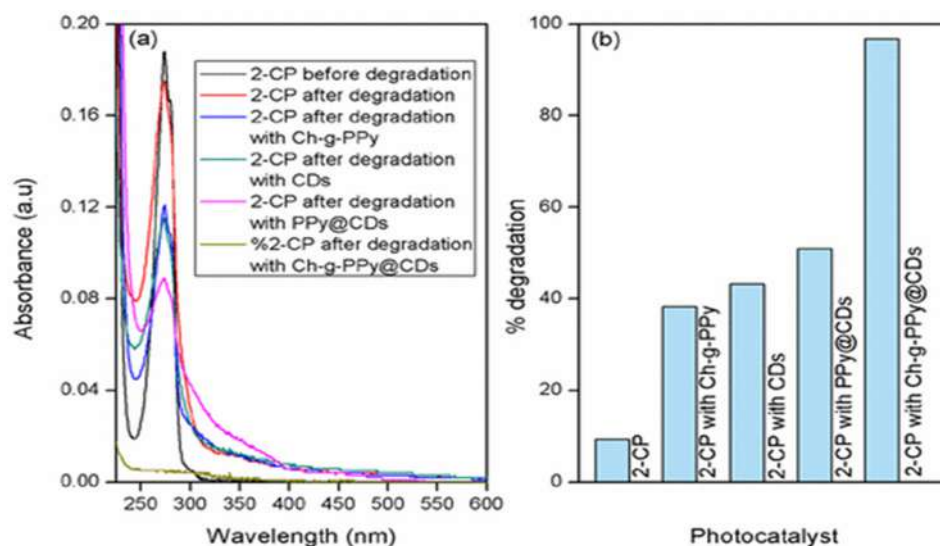 (a)
2-CP before degradation
2-CP after degradation
2-CP after degradation
with Ch-g-PPy
2-CP after degradation
with CDs
2-CP after degradation
with PPy@CDs
%2-CP after degradation
with Ch-g-PPy@CDs
0.20
0.16
0.12
0.08
0.04
0.00
Absorbance (a.u)
250 300 350 400 450 500 550 600
Wavelength (nm)
(b)
100
80
60
40
20
0
% degradation
2-CP
2-CP with Ch-g-PPy
2-CP with CDs
2-CP with PPy@CDs
2-CP with Ch-g-PPy@CDs
Photocatalyst